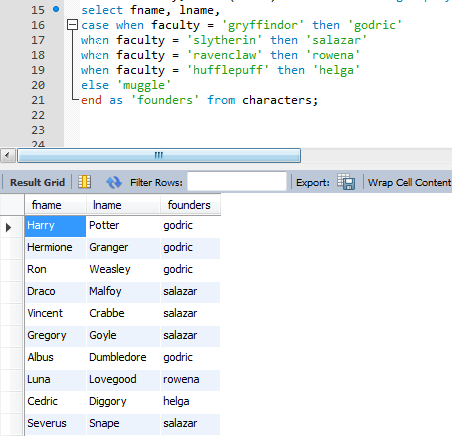 15 select fname, lname,
16 case when faculty = 'gryffindor' then 'godric'
17 when faculty = 'slytherin' then 'salazar'
18 when faculty = 'ravenclaw' then 'rowena'
19 when faculty = 'hufflepuff' then 'helga'
20 else 'muggle'
21 end as 'founders' from characters;
22
23
24
Result Grid Filter Rows: Export: Wrap Cell Content
fname lname founders
Harry Potter godric
Hermione Granger godric
Ron Weasley godric
Draco Malfoy salazar
Vincent Crabbe salazar
Gregory Goyle salazar
Albus Dumbledore godric
Luna Lovegood rowena
Cedric Diggory helga
Severus Snape salazar